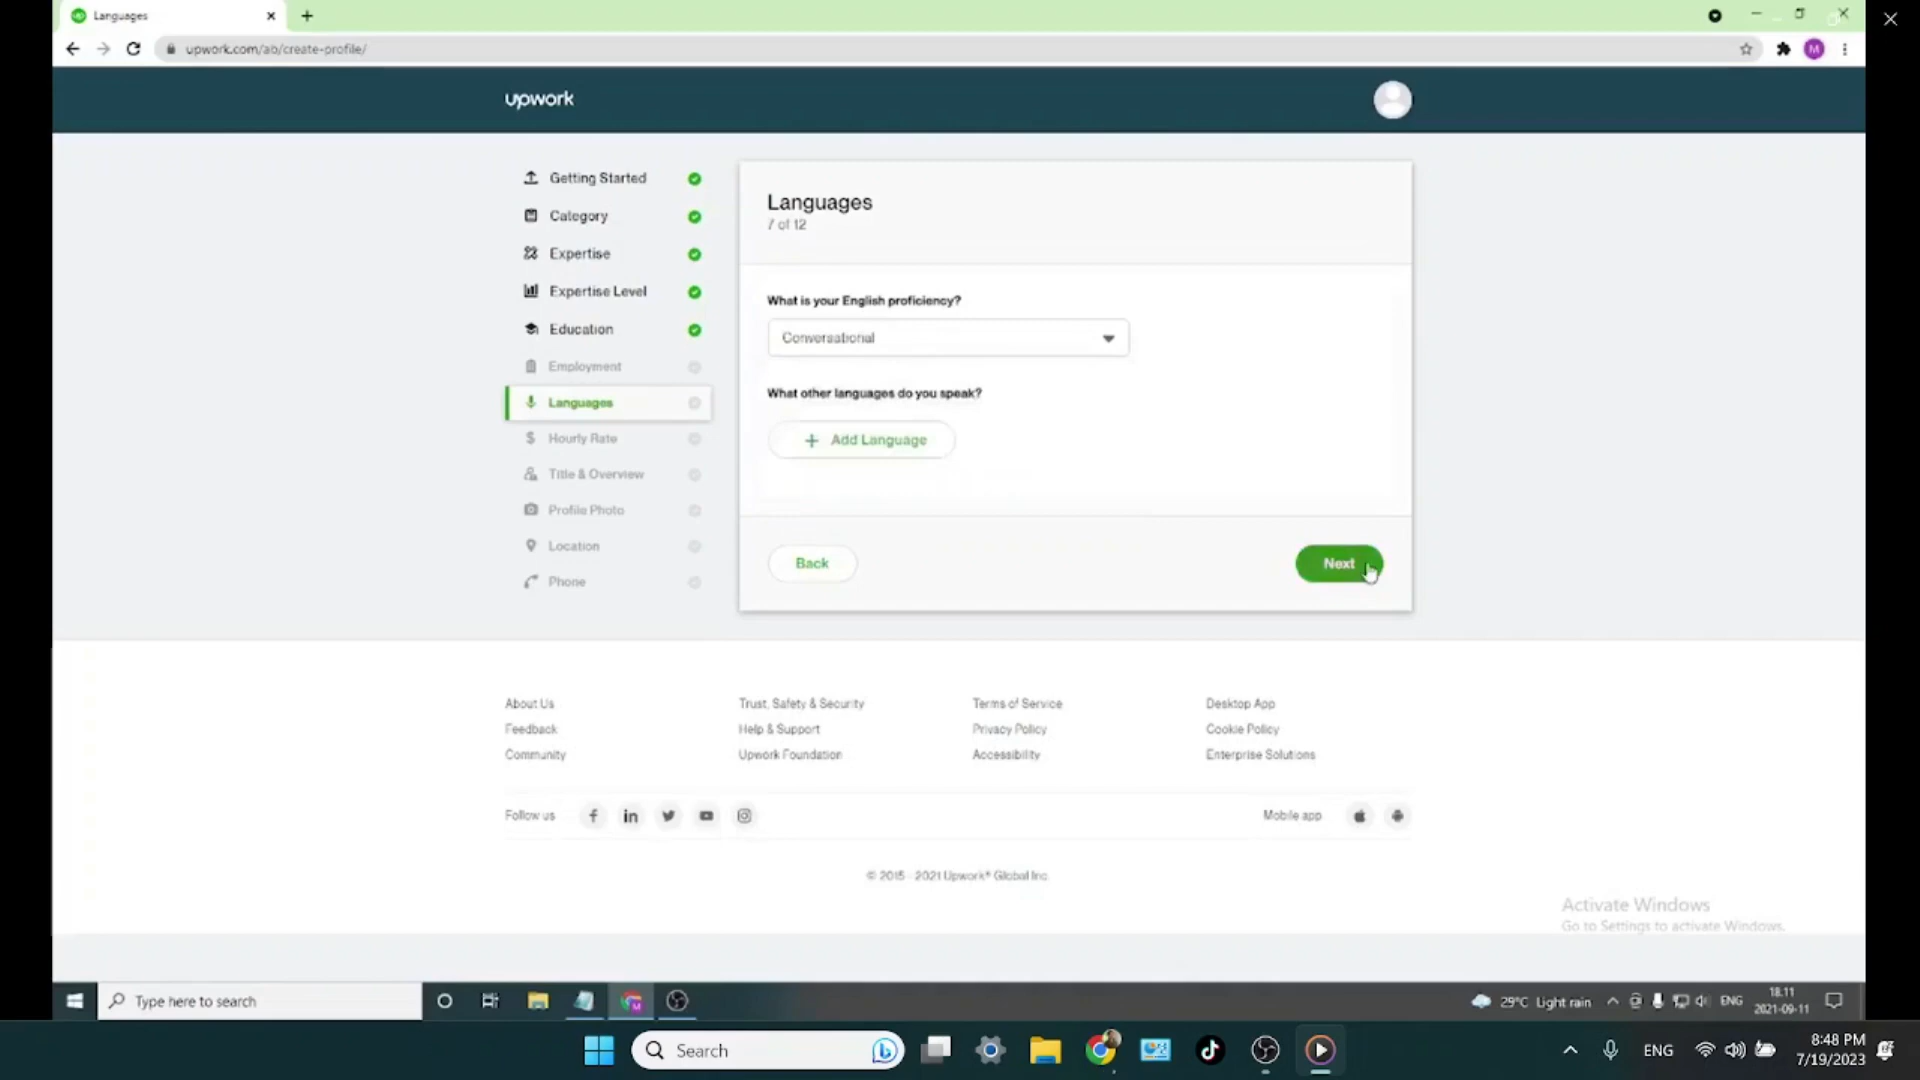 Languages
upwork.com/ab/create-profile/
M
upwork
Getting Started
Category
Expertise
Expertise Level
Education
Employment
Languages
Hourly Rate
Title & Overview
Profile Photo
Location
Phone
Languages
7 of 12
What is your English proficiency?
Conversational
What other languages do you speak?
+ Add Language
Back
Next
About Us
Feedback
Community
Trust, Safety & Security
Help & Support
Upwork Foundation
Terms of Service
Privacy Policy
Accessibility
Desktop App
Cookie Policy
Enterprise Solutions
Follow us
Mobile app
© 2015 - 2021 Upwork® Global Inc.
Activate Windows
Go to Settings to activate Windows.
Type here to search
29°C Light rain
ENG
18.11
2021-09-11
Search
ENG
8:48 PM
7/19/2023